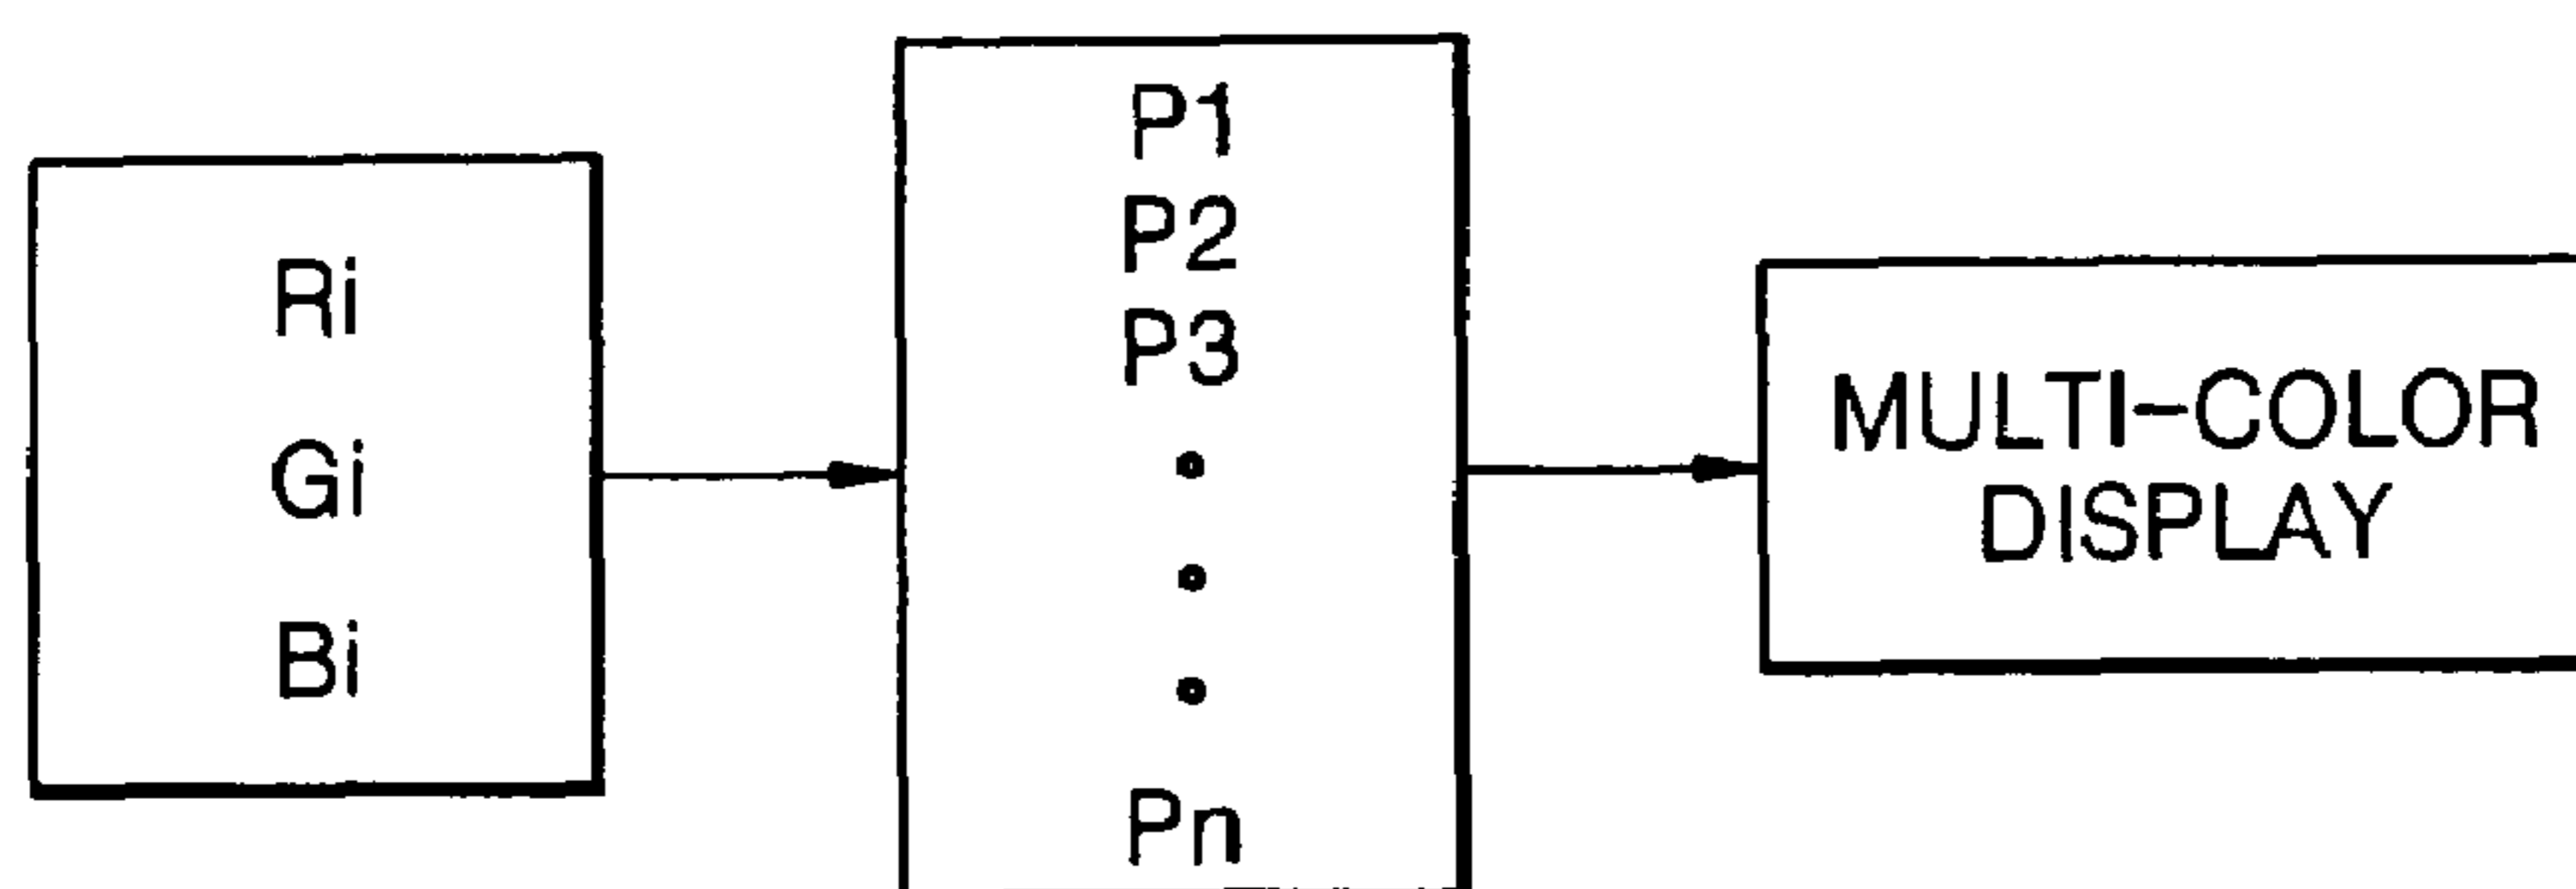 Ri
Gi
Bi
P1
P2
P3
Pn
MULTI-COLOR
DISPLAY